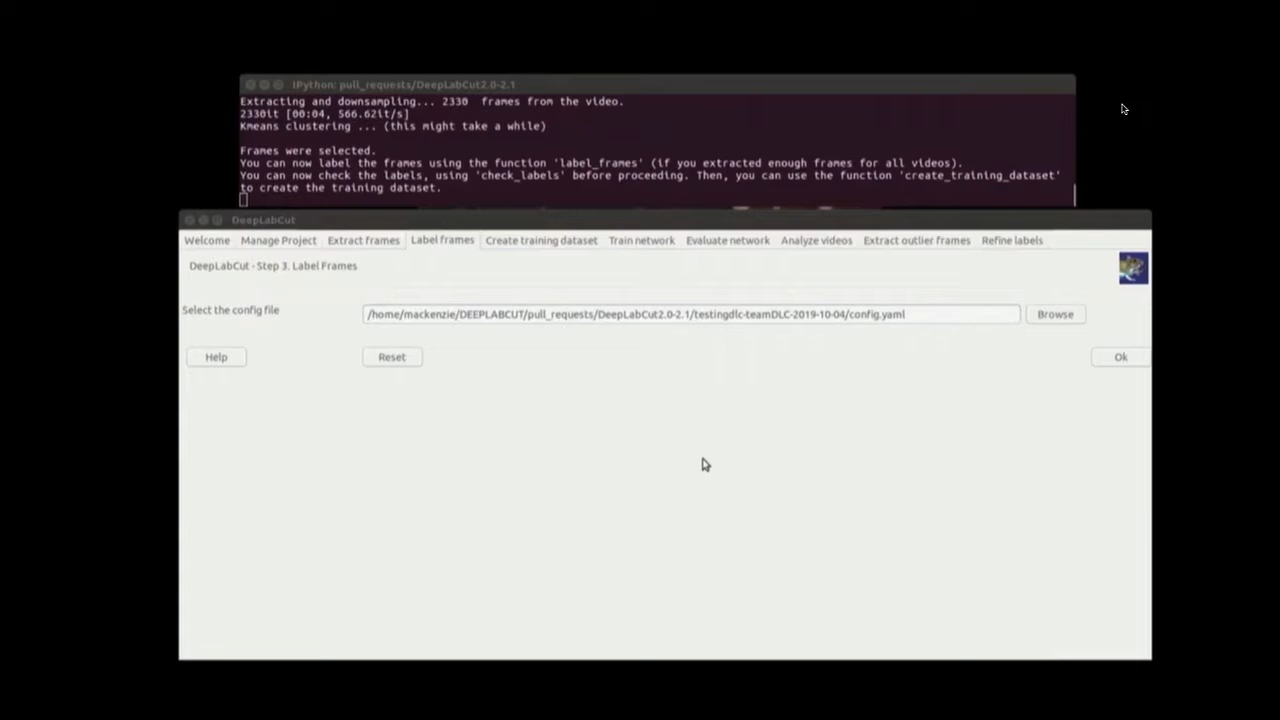 IPython: pull_requests/DeepLabCut2.0-2.1
Extracting and downsampling... 2330  frames from the video.
2330it [00:04, 566.62it/s]
Kmeans clustering ... (this might take a while)
Frames were selected.
You can now label the frames using the function 'label_frames' (if you extracted enough frames for all videos).
You can now check the labels, using 'check_labels' before proceeding. Then, you can use the function 'create_training_dataset'
to create the training dataset.
DeepLabCut
Welcome Manage Project Extract frames Label frames Create training dataset Train network Evaluate network Analyze videos Extract outlier frames Refine labels
DeepLabCut - Step 3. Label Frames
Select the config file /home/mackenzie/DEEPLABCUT/pull_requests/DeepLabCut2.0-2.1/testingdlc-teamDLC-2019-10-04/config.yaml Browse
Help Reset Ok